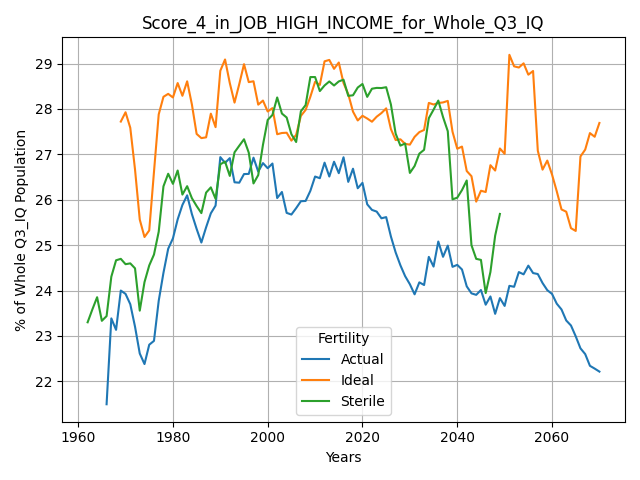 Score_4_in_JOB_HIGH_INCOME_for_Whole_Q3_IQ
% of Whole Q3_IQ Population
29
28
27
26
25
24
23
22
Fertility
Actual
Ideal
Sterile
1960 1980 2000 2020 2040 2060
Years